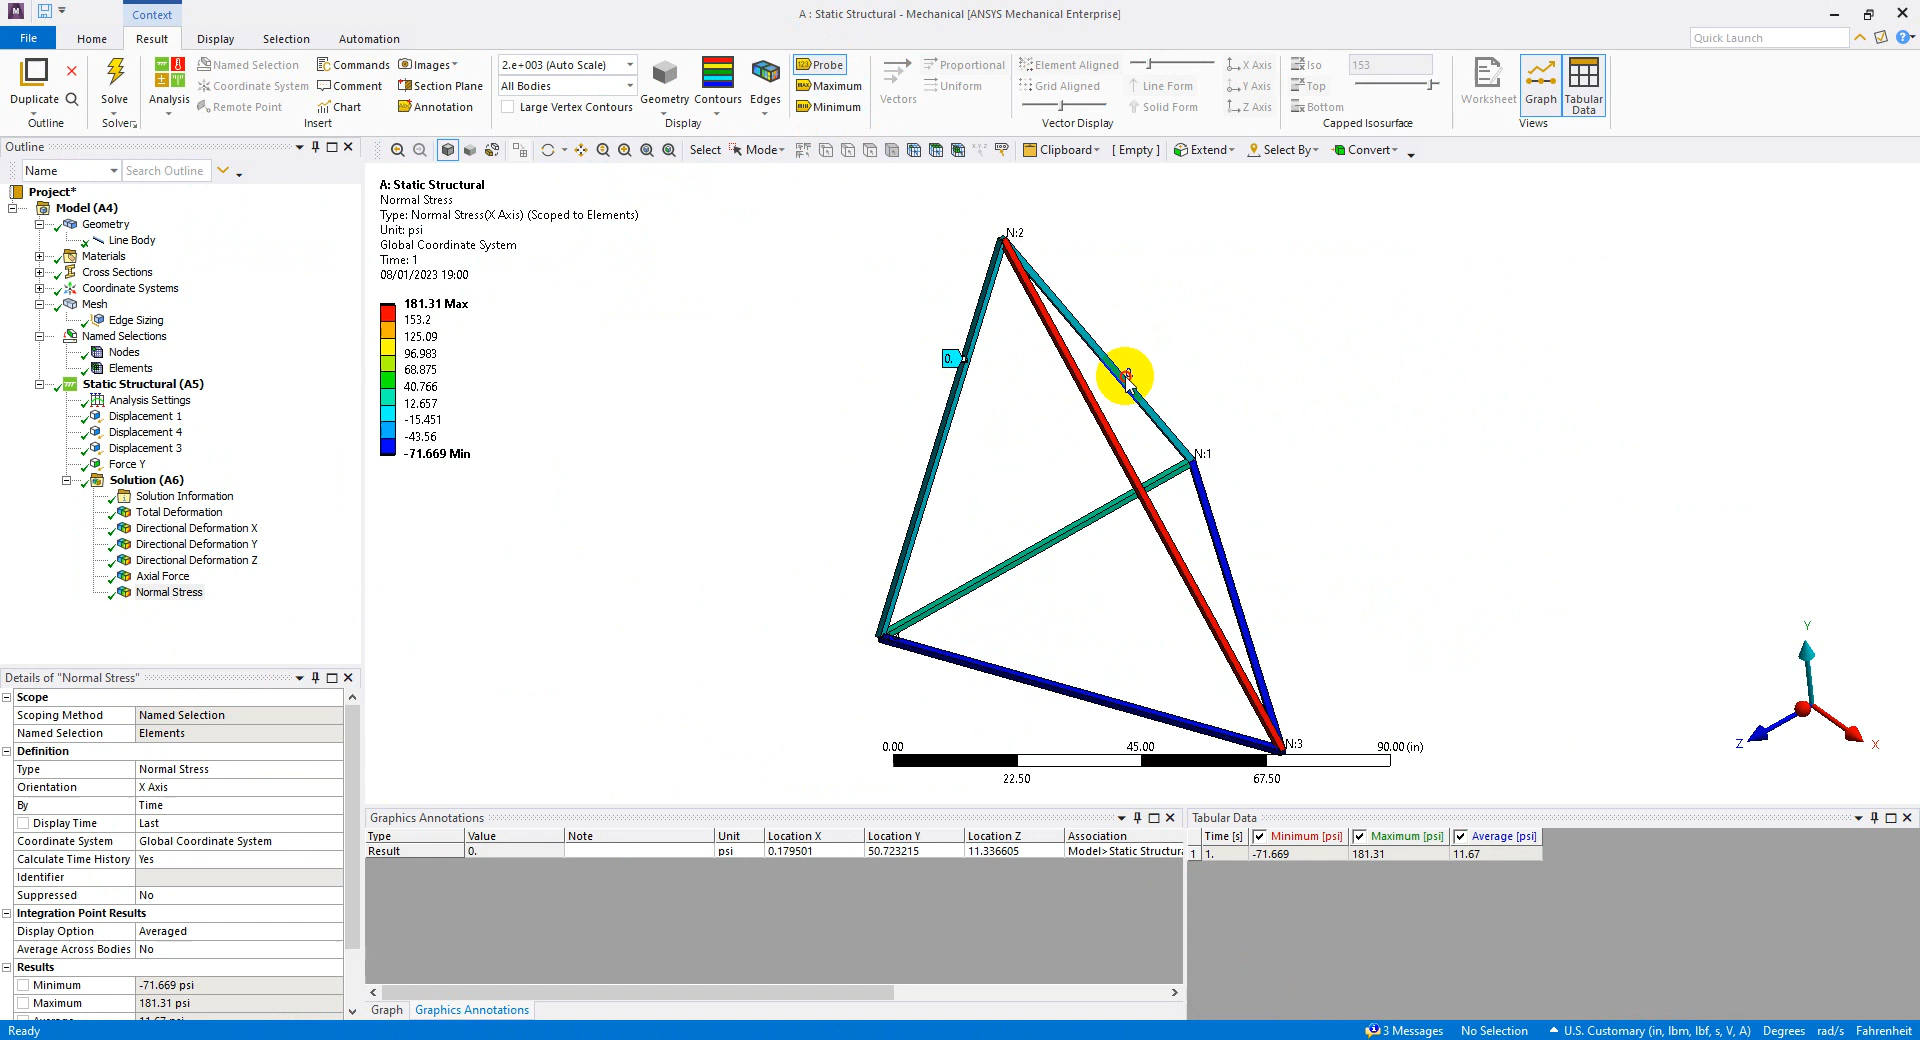 Context
A : Static Structural - Mechanical [ANSYS Mechanical Enterprise]
File Home Result Display Selection Automation
Quick Launch
Duplicate
Outline
Solve
Solver
Analysis
Named Selection
Coordinate System
Remote Point
Commands
Comment
Chart
Images
Section Plane
Annotation
Insert
2.e+003 (Auto Scale)
All Bodies
Large Vertex Contours
Geometry Contours Edges
Display
Probe
Maximum
Minimum
Vectors
Proportional
Uniform
Element Aligned
Grid Aligned
Line Form
Solid Form
X Axis
Y Axis
Z Axis
Vector Display
Iso
Top
Bottom
153
Capped Isosurface
Worksheet Graph Tabular Data
Views
Select Mode Clipboard [ Empty ] Extend Select By Convert
Outline
Name Search Outline
Project*
Model (A4)
Geometry
Line Body
Materials
Cross Sections
Coordinate Systems
Mesh
Edge Sizing
Named Selections
Nodes
Elements
Static Structural (A5)
Analysis Settings
Displacement 1
Displacement 4
Displacement 3
Force Y
Solution (A6)
Solution Information
Total Deformation
Directional Deformation X
Directional Deformation Y
Directional Deformation Z
Axial Force
Normal Stress
A: Static Structural
Normal Stress
Type: Normal Stress(X Axis) (Scoped to Elements)
Unit: psi
Global Coordinate System
Time: 1
08/01/2023 19:00
181.31 Max
153.2
125.09
96.983
68.875
40.766
12.657
-15.451
-43.56
-71.669 Min
N:2
0.
N:1
N:3
0.00 45.00 90.00 (in)
22.50 67.50
Y
Z
X
Details of "Normal Stress"
Scope
Scoping Method Named Selection
Named Selection Elements
Definition
Type Normal Stress
Orientation X Axis
By Time
Display Time Last
Coordinate System Global Coordinate System
Calculate Time History Yes
Identifier
Suppressed No
Integration Point Results
Display Option Averaged
Average Across Bodies No
Results
Minimum -71.669 psi
Maximum 181.31 psi
Average 11.67 psi
Graphics Annotations
Type Value Note Unit Location X Location Y Location Z Association
Result 0. psi 0.179501 50.723215 11.336605 Model>Static Structura
Graph Graphics Annotations
Tabular Data
Time [s] Minimum [psi] Maximum [psi] Average [psi]
1 1. -71.669 181.31 11.67
Ready
3 Messages No Selection U.S. Customary (in, lbm, lbf, s, V, A) Degrees rad/s Fahrenheit